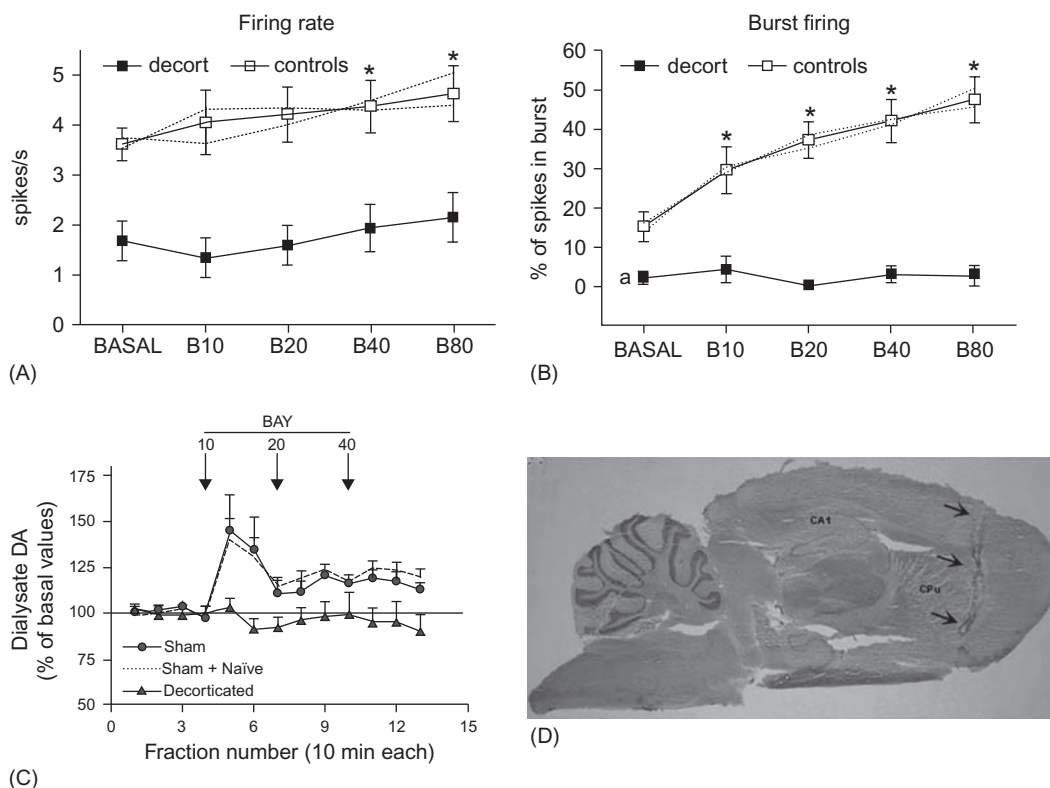 Firing rate
decort
controls
*
*
5
4
3
2
1
0
spikes/s
BASAL
B10
B20
B40
B80
(A)
Burst firing
decort
controls
*
*
*
*
60
50
40
30
20
10
0
a
% of spikes in burst
BASAL
B10
B20
B40
B80
(B)
BAY
10
20
40
175
150
125
100
75
50
Dialysate DA
(% of basal values)
Sham
Sham + Naïve
Decorticated
0
3
6
9
12
15
Fraction number (10 min each)
(C)
CA1
CPu
(D)